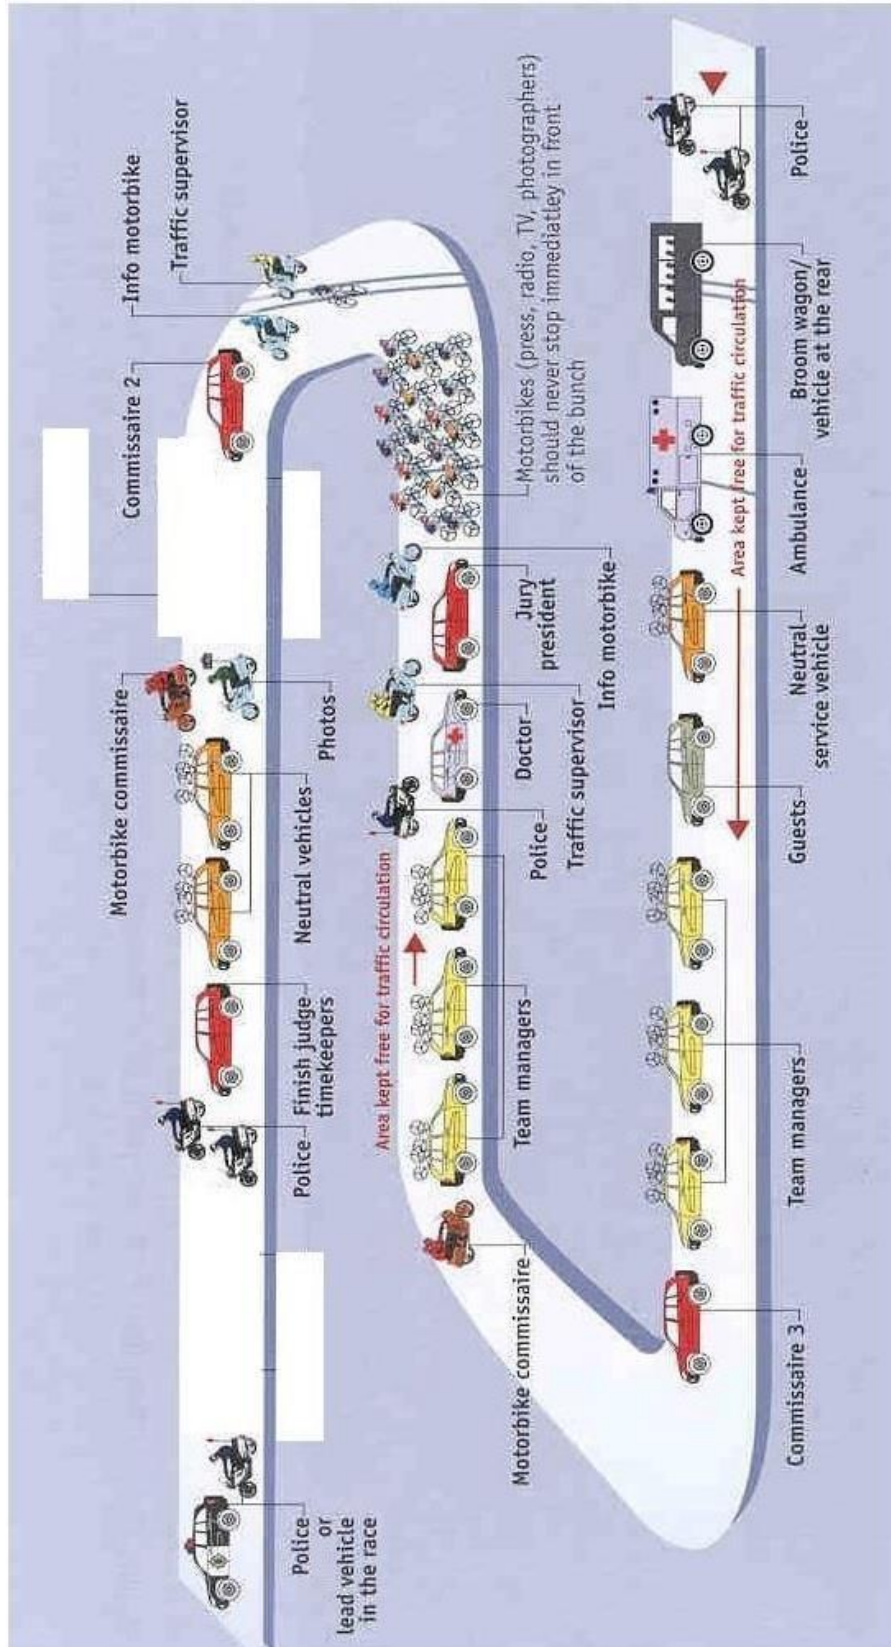 Info motorbike
Traffic supervisor
Commissaire 2
Motorbike commissaire
Police
or
lead vehicle
in the race
Police
Finish judge
timekeepers
Neutral vehicles
Photos
Area kept free for traffic circulation
Motorbike commissaire
Team managers
Police
Traffic supervisor
Doctor
Jury
president
Info motorbike
Motorbikes (press, radio, TV, photographers)
should never stop immediatley in front
of the bunch
Area kept free for traffic circulation
Commissaire 3
Team managers
Guests
Neutral
service vehicle
Ambulance
Broom wagon/
vehicle at the rear
Police